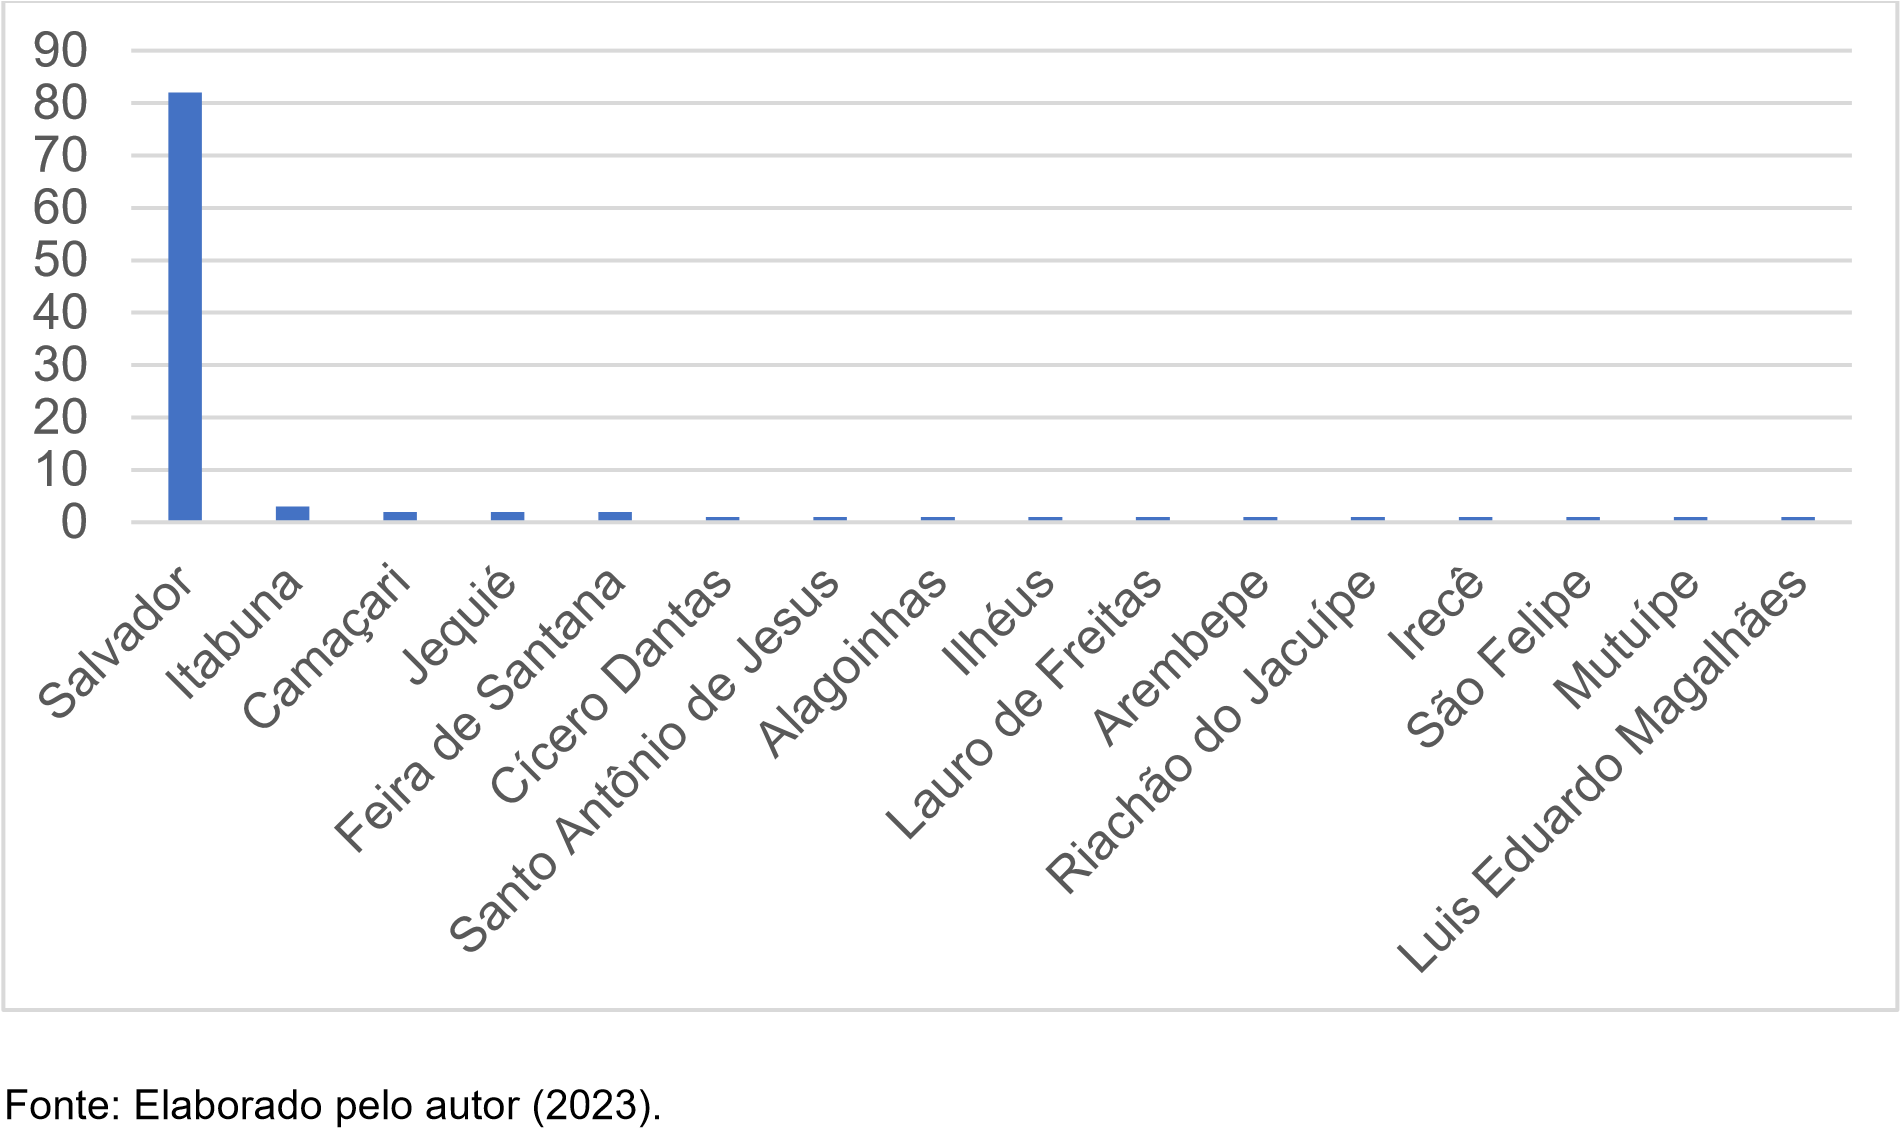 90
80
70
60
50
40
30
20
10
0
Salvador
Itabuna
Camaçari
Jequié
Feira de Santana
Cícero Dantas
Santo Antônio de Jesus
Alagoinhas
Ilhéus
Lauro de Freitas
Arembepe
Riachão do Jacuípe
Irecê
São Felipe
Mutuípe
Luis Eduardo Magalhães
Fonte: Elaborado pelo autor (2023).